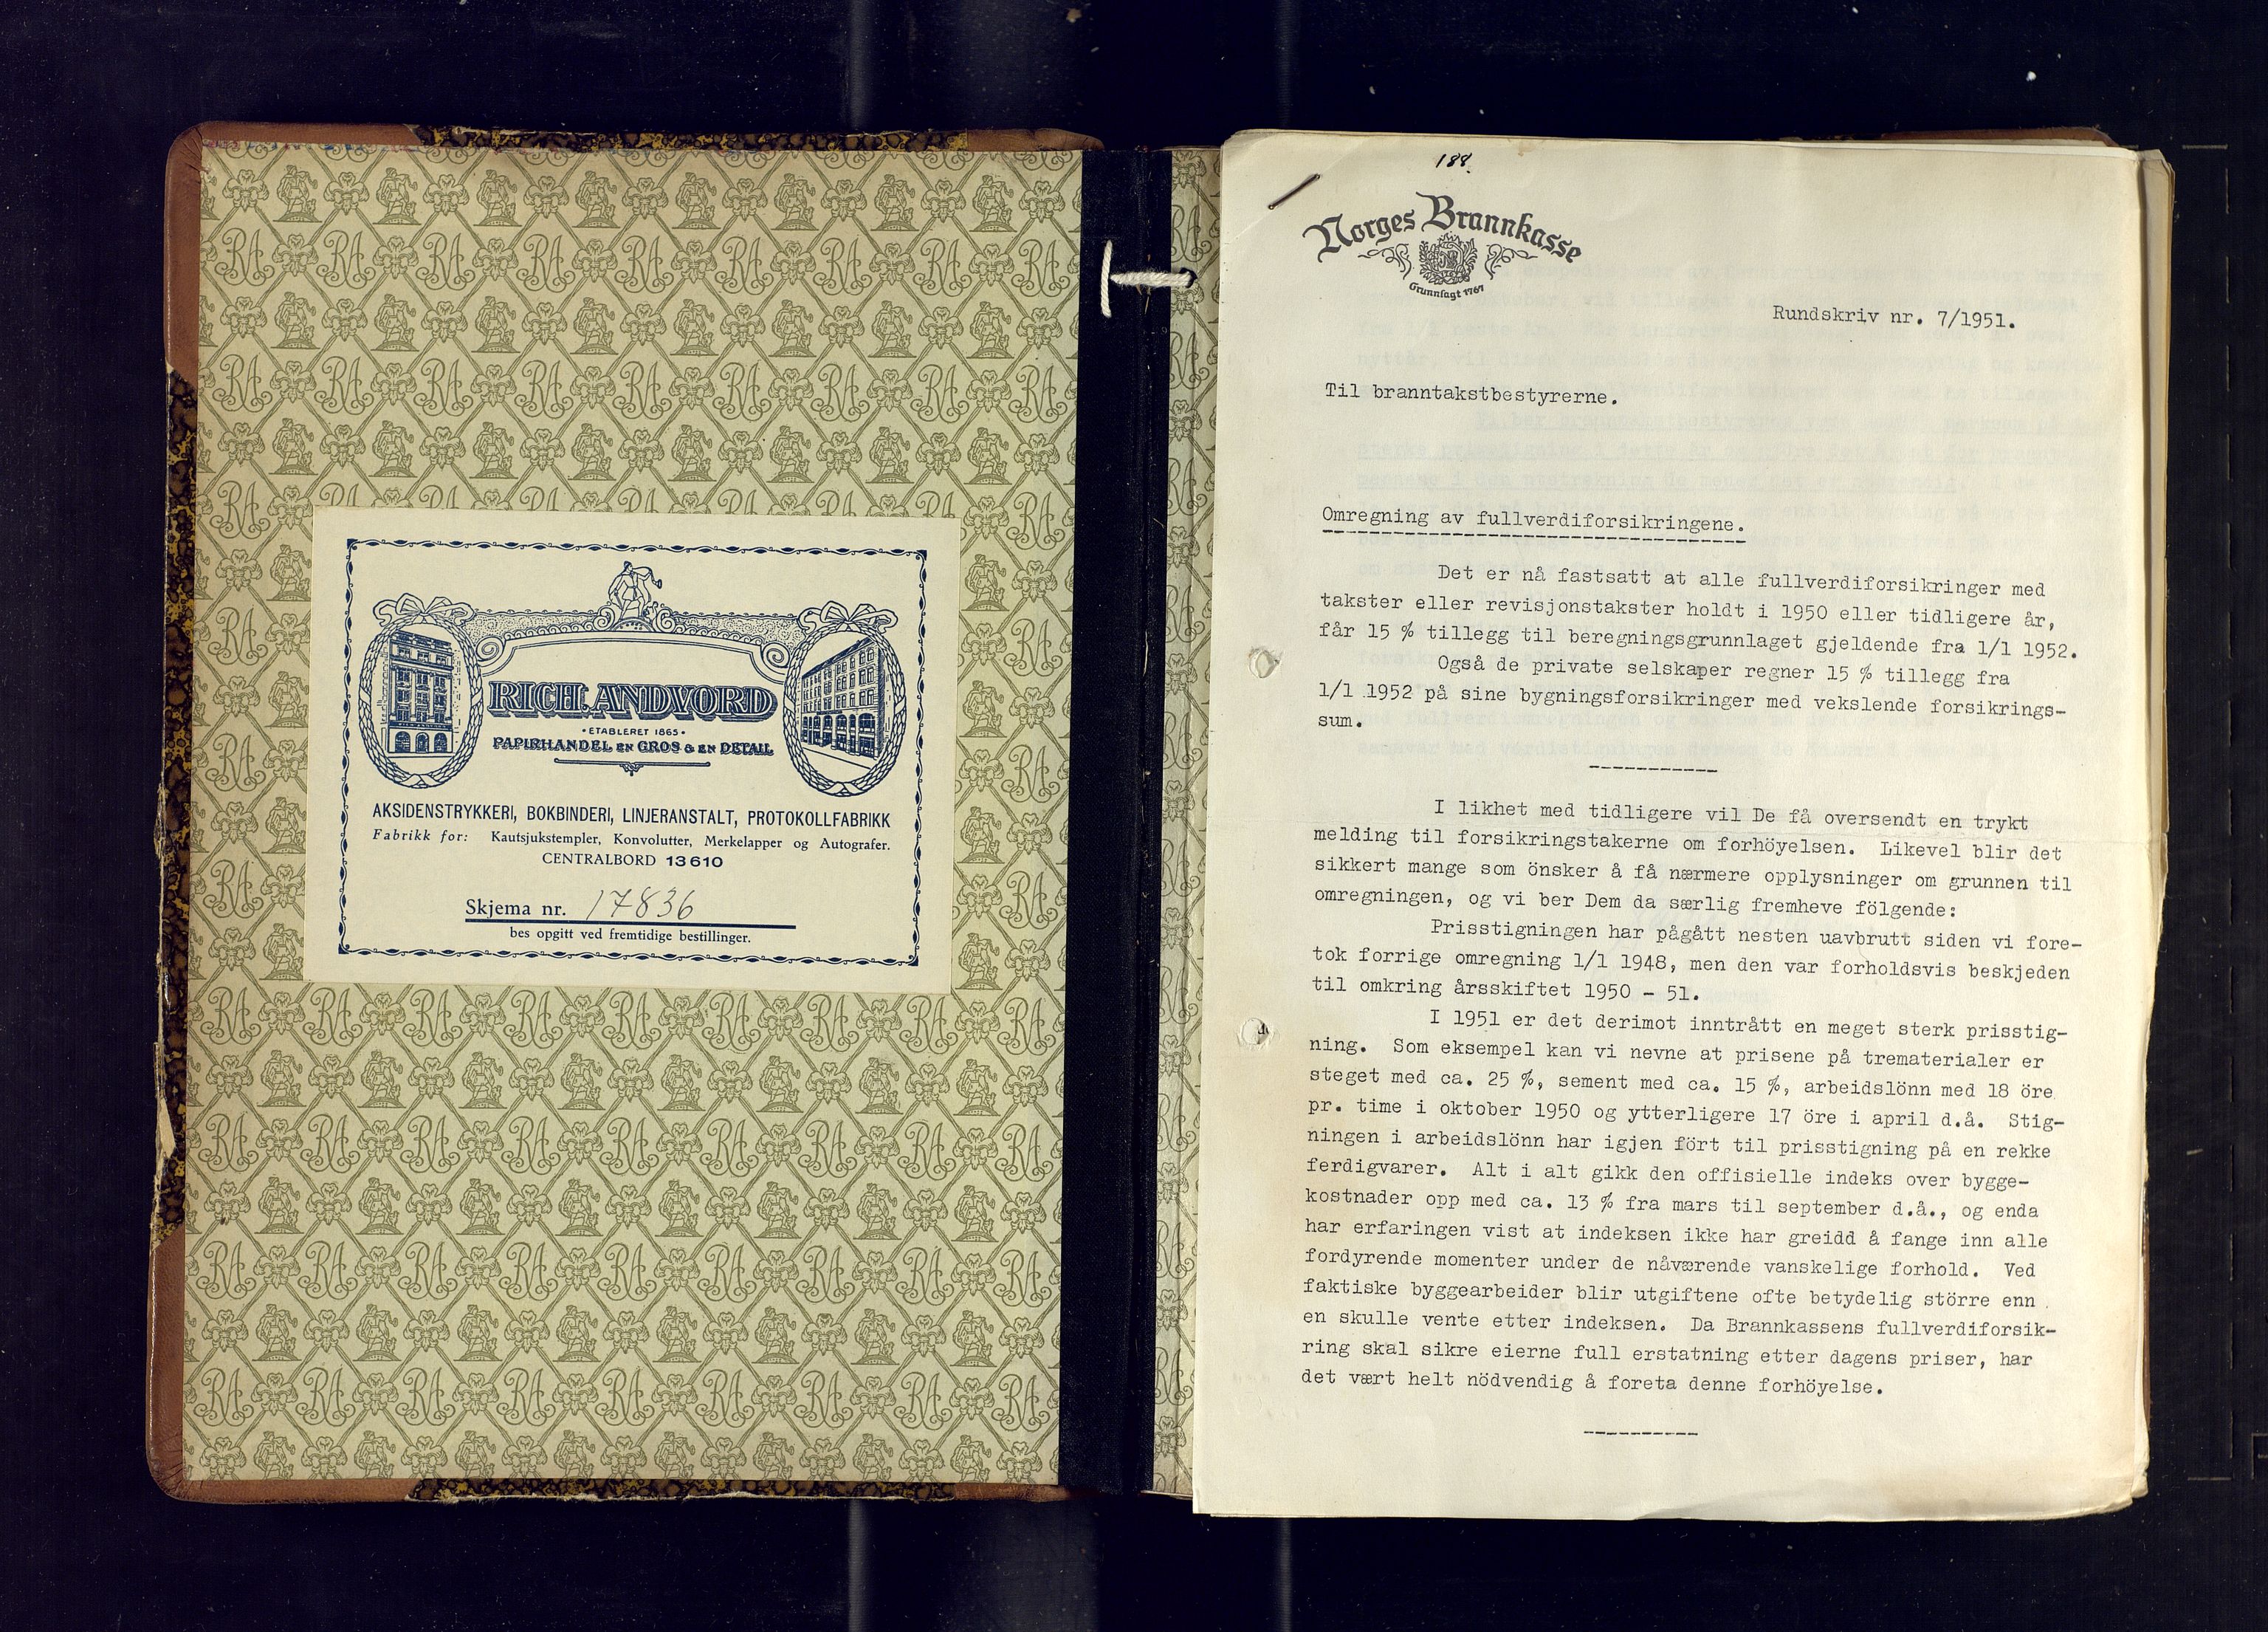 RICH. ANDVORD
• ETABLERET 1865 •
PAPIRHANDEL EN GROS & EN DETAIL
AKSIDENSTRYKKERI, BOKBINDERI, LINJERANSTALT, PROTOKOLLFABRIKK
Fabrikk for: Kautsjukstempler, Konvolutter, Merkelapper og Autografer.
CENTRALBORD 13610
Skjema nr. 17836
bes opgitt ved fremtidige bestillinger.
188.
Norges Brannkasse
Grunnlagt 1767
Rundskriv nr. 7/1951.
Til branntakstbestyrerne.
Omregning av fullverdiforsikringene.
Det er nå fastsatt at alle fullverdiforsikringer med
takster eller revisjonstakster holdt i 1950 eller tidligere år,
får 15 % tillegg til beregningsgrunnlaget gjeldende fra 1/1 1952.
Også de private selskaper regner 15 % tillegg fra
1/1 1952 på sine bygningsforsikringer med vekslende forsikrings-
sum.
I likhet med tidligere vil De få oversendt en trykt
melding til forsikringstakerne om forhöyelsen. Likevel blir det
sikkert mange som önsker å få nærmere opplysninger om grunnen til
omregningen, og vi ber Dem da særlig fremheve fölgende:
Prisstigningen har pågått nesten uavbrutt siden vi fore-
tok forrige omregning 1/1 1948, men den var forholdsvis beskjeden
til omkring årsskiftet 1950 - 51.
I 1951 er det derimot inntrått en meget sterk prisstig-
ning. Som eksempel kan vi nevne at prisene på trematerialer er
steget med ca. 25 %, sement med ca. 15 %, arbeidslönn med 18 öre
pr. time i oktober 1950 og ytterligere 17 öre i april d.å. Stig-
ningen i arbeidslönn har igjen fört til prisstigning på en rekke
ferdigvarer. Alt i alt gikk den offisielle indeks over bygge-
kostnader opp med ca. 13 % fra mars til september d.å., og enda
har erfaringen vist at indeksen ikke har greidd å fange inn alle
fordyrende momenter under de nåværende vanskelige forhold. Ved
faktiske byggearbeider blir utgiftene ofte betydelig större enn
en skulle vente etter indeksen. Da Brannkassens fullverdiforsik-
ring skal sikre eierne full erstatning etter dagens priser, har
det vært helt nödvendig å foreta denne forhöyelse.